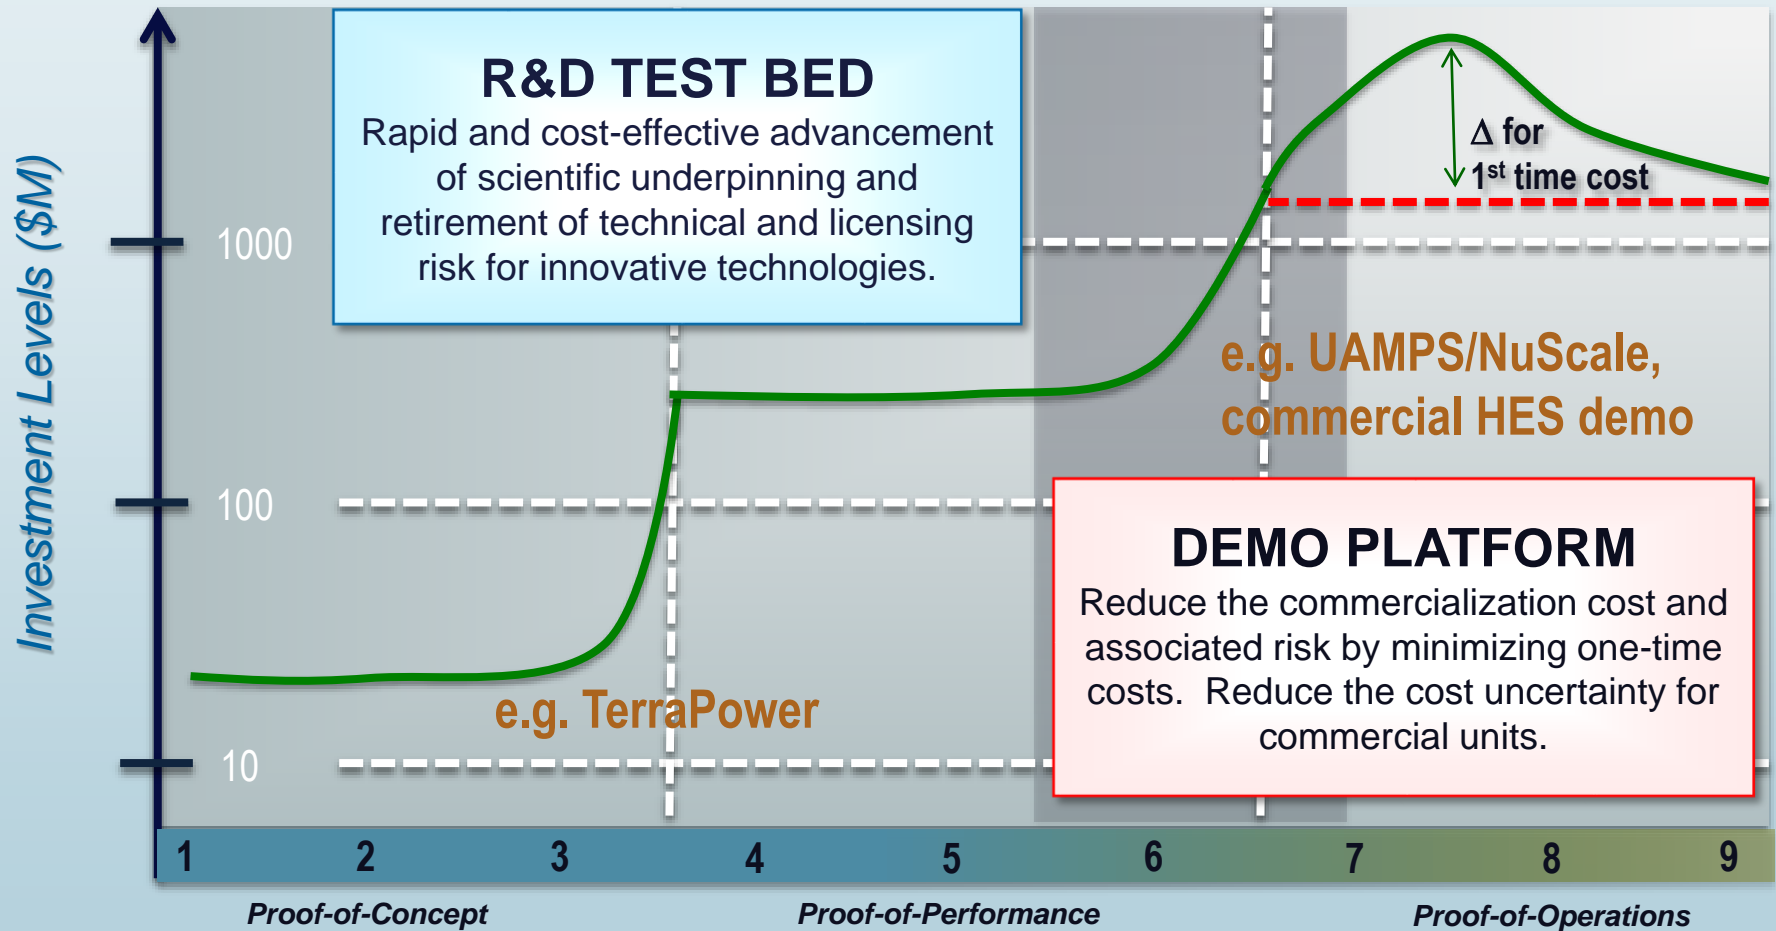 Investment Levels ($M)
1000
100
10
R&D TEST BED
Rapid and cost-effective advancement
of scientific underpinning and
retirement of technical and licensing
risk for innovative technologies.
Δ for
1st time cost
e.g. UAMPS/NuScale,
commercial HES demo
e.g. TerraPower
DEMO PLATFORM
Reduce the commercialization cost and
associated risk by minimizing one-time
costs.  Reduce the cost uncertainty for
commercial units.
1 2 3 4 5 6 7 8 9
Proof-of-Concept Proof-of-Performance Proof-of-Operations